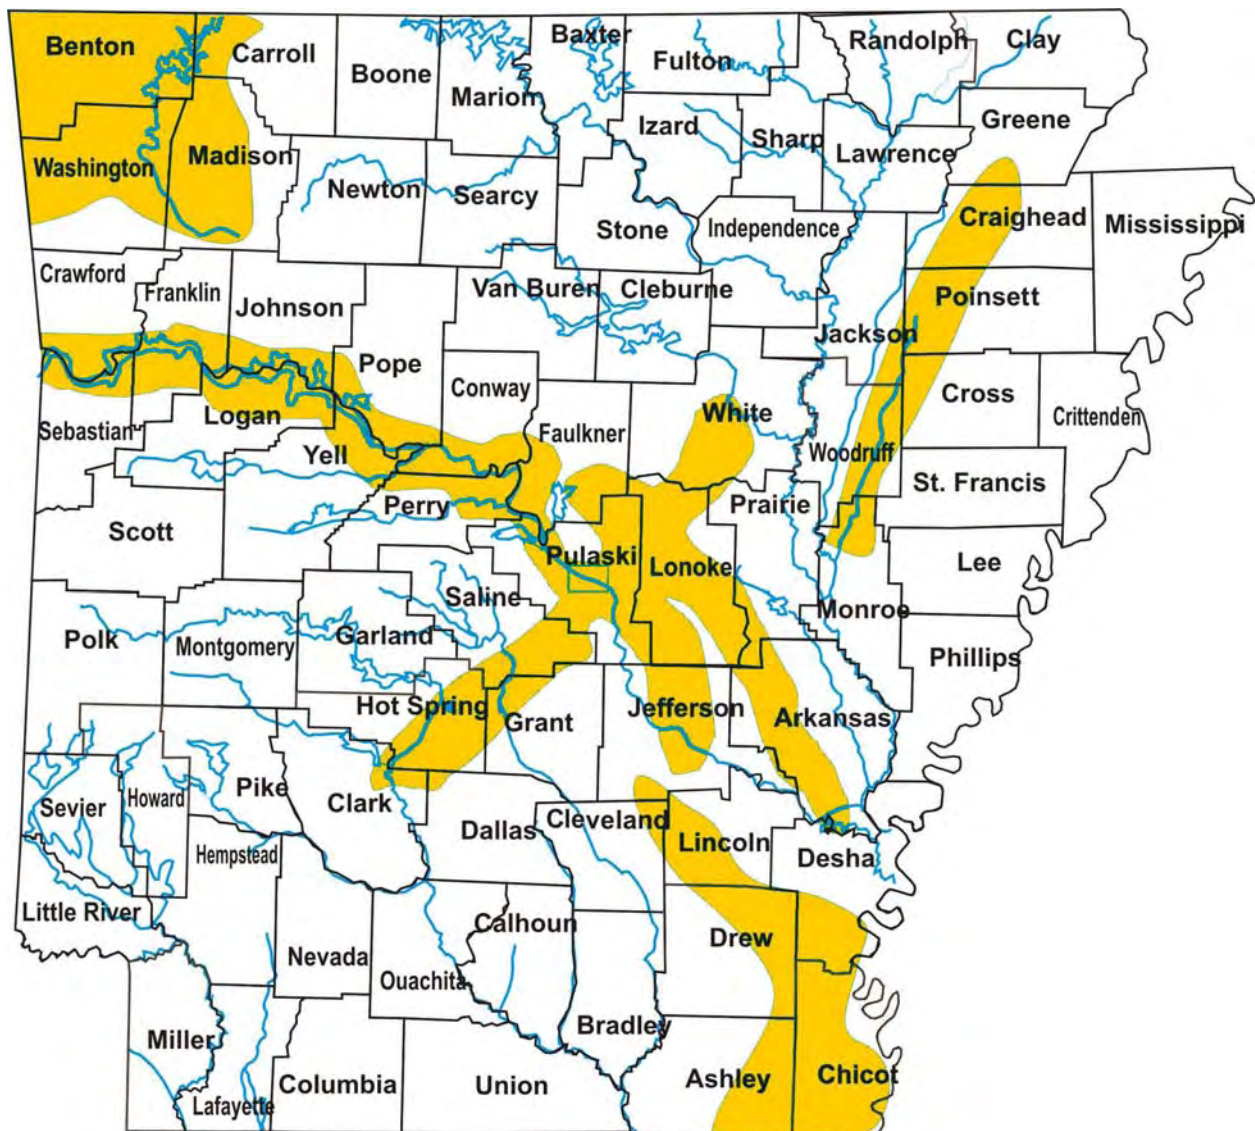 Benton
Carroll
Boone
Marion
Baxter
Fulton
Randolph
Clay
Washington
Madison
Newton
Searcy
Izard
Sharp
Lawrence
Greene
Stone
Independence
Craighead
Mississippi
Crawford
Franklin
Johnson
Van Buren
Cleburne
Jackson
Poinsett
Pope
Conway
Sebastian
Logan
Yell
Faulkner
White
Woodruff
Cross
Crittenden
Scott
Perry
Prairie
St. Francis
Pulaski
Lonoke
Lee
Polk
Montgomery
Garland
Saline
Monroe
Phillips
Hot Spring
Grant
Jefferson
Arkansas
Sevier
Howard
Pike
Clark
Dallas
Cleveland
Lincoln
Desha
Hempstead
Little River
Nevada
Ouachita
Calhoun
Drew
Miller
Lafayette
Columbia
Union
Bradley
Ashley
Chicot